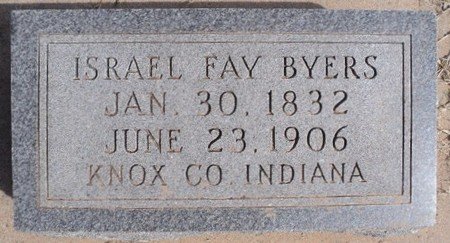 ISRAEL FAY BYERS
JAN. 30, 1832
JUNE 23, 1906
KNOX CO. INDIANA